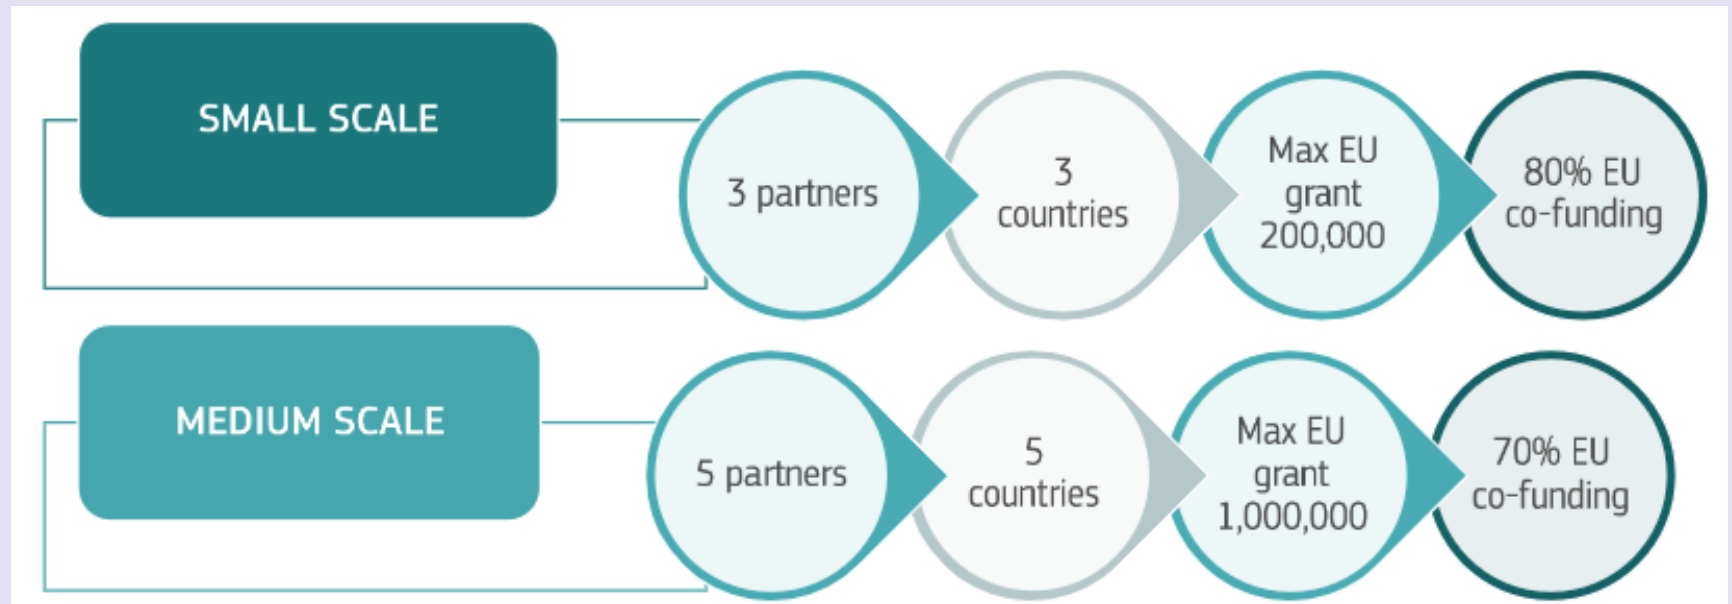 SMALL SCALE
3 partners
3
countries
Max EU
grant
200,000
80% EU
co-funding
MEDIUM SCALE
5 partners
5
countries
Max EU
grant
1,000,000
70% EU
co-funding